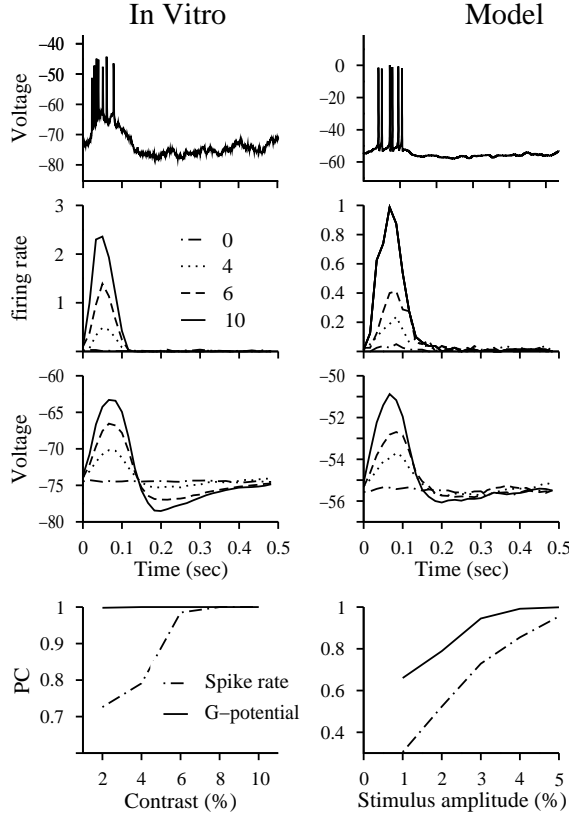 In Vitro Model
Voltage
−40
−50
−60
−70
−80
Voltage
0
−20
−40
−60
firing rate
3
2
1
0
0
4
6
10
1
0.8
0.6
0.4
0.2
Voltage
−60
−65
−70
−75
−80
0 0.1 0.2 0.3 0.4 0.5
Time (sec)
−50
−52
−54
−56
0 0.1 0.2 0.3 0.4 0.5
Time (sec)
PC
1
0.9
0.8
0.7
Spike rate
G−potential
2 4 6 8 10
Contrast (%)
1
0.8
0.6
0.4
0 1 2 3 4 5
Stimulus amplitude (%)